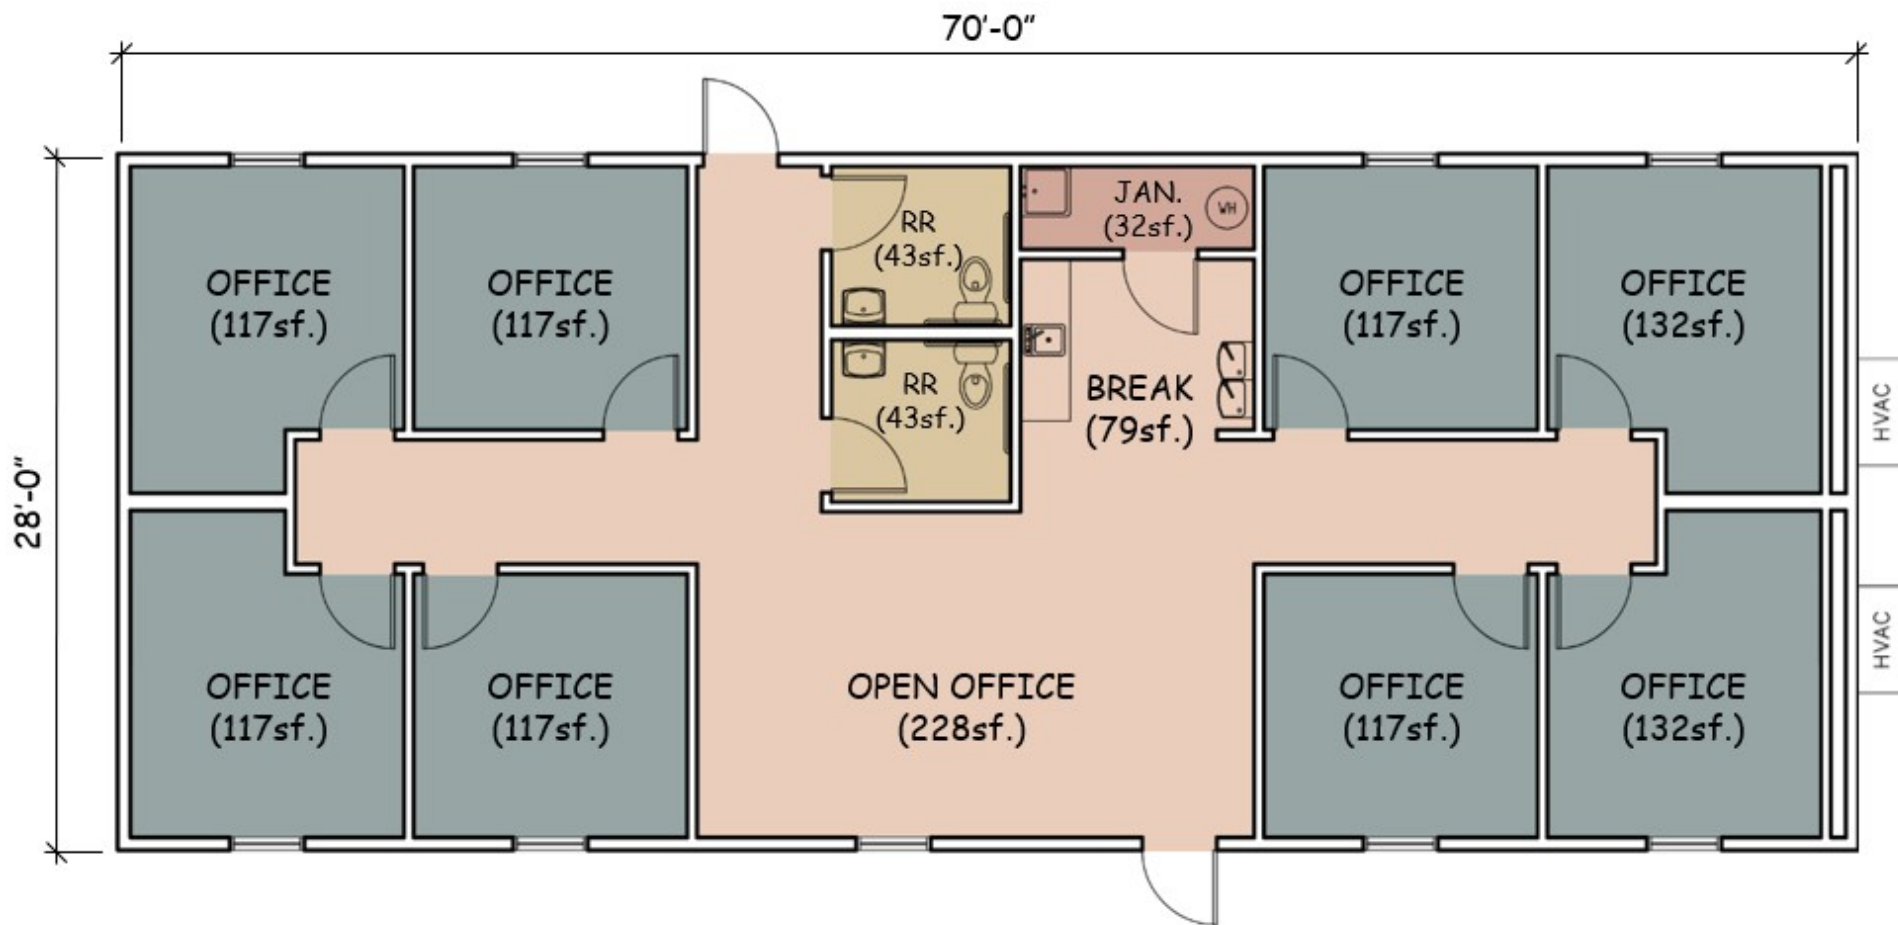 70'-0"
28'-0"
OFFICE
(117sf.)
OFFICE
(117sf.)
RR
(43sf.)
RR
(43sf.)
JAN.
(32sf.)
WH
BREAK
(79sf.)
OFFICE
(117sf.)
OFFICE
(132sf.)
HVAC
OFFICE
(117sf.)
OFFICE
(117sf.)
OPEN OFFICE
(228sf.)
OFFICE
(117sf.)
OFFICE
(132sf.)
HVAC